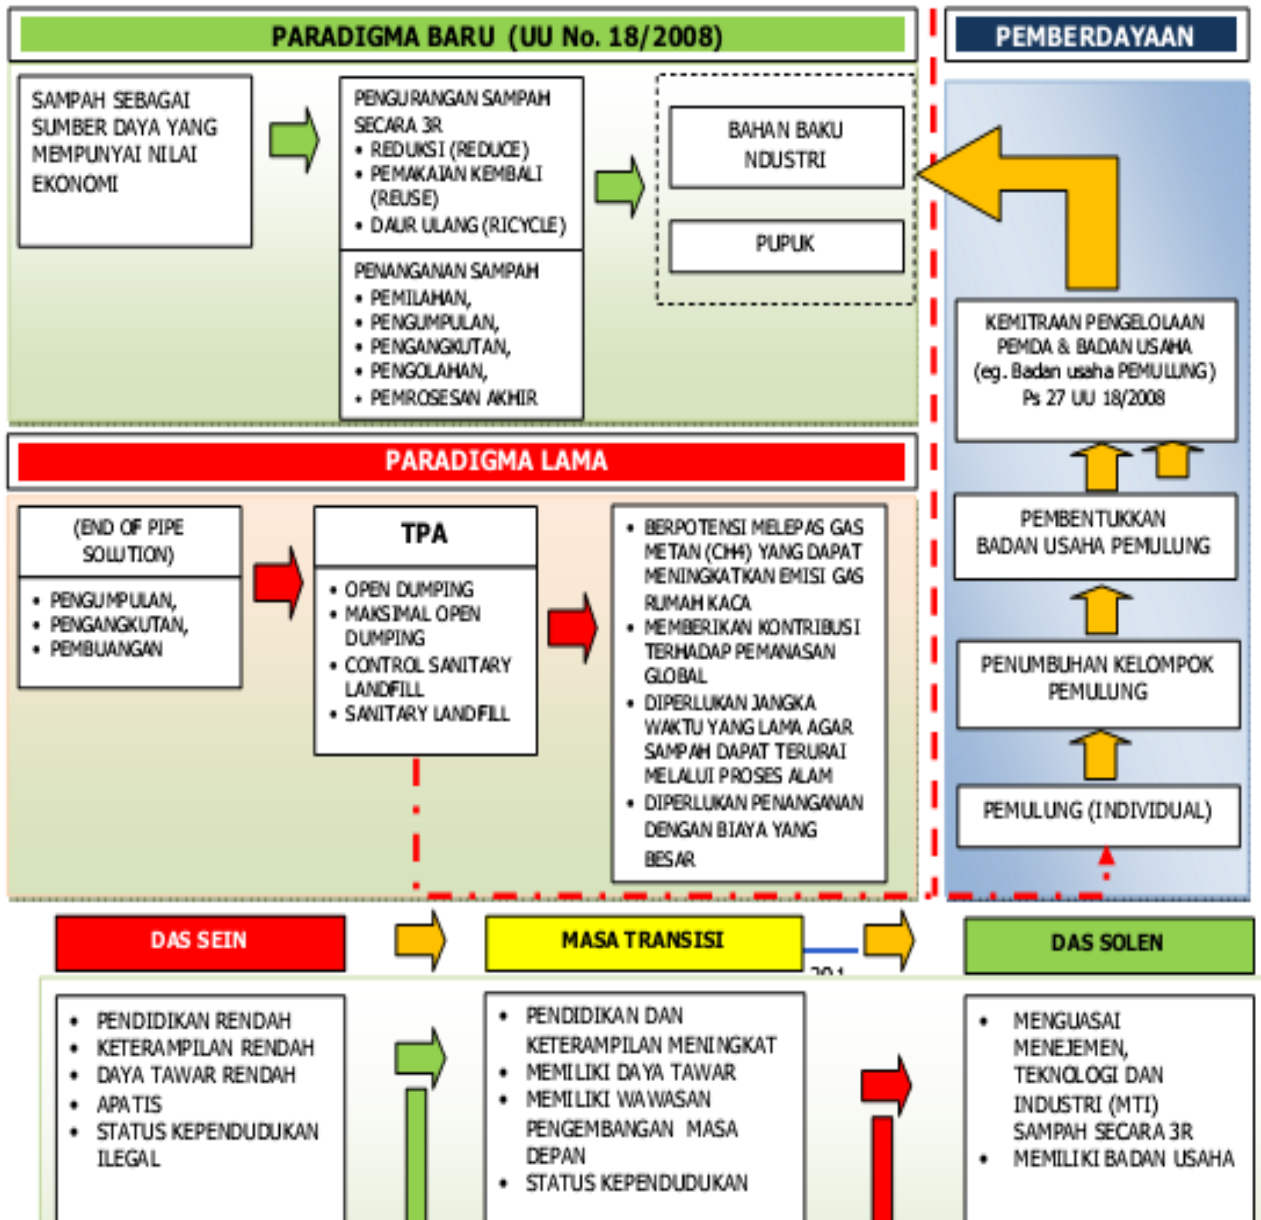 PARADIGMA BARU (UU No. 18/2008)
SAMPAH SEBAGAI
SUMBER DAYA YANG
MEMPUNYAI NILAI
EKONOMI
PENGURANGAN SAMPAH
SECARA 3R
• REDUKSI (REDUCE)
• PEMAKAIAN KEMBALI
(REUSE)
• DAUR ULANG (RICYCLE)
PENANGANAN SAMPAH
• PEMILAHAN,
• PENGUMPULAN,
• PENGANGKUTAN,
• PENGOLAHAN,
• PEMROSESAN AKHIR
BAHAN BAKU
NDUSTRI
PUPUK
PEMBERDAYAAN
KEMITRAAN PENGELOLAAN
PEMDA & BADAN USAHA
(eg. Badan usaha PEMULUNG)
Ps 27 UU 18/2008
PEMBENTUKKAN
BADAN USAHA PEMULUNG
PENUMBUHAN KELOMPOK
PEMULUNG
PEMULUNG (INDIVIDUAL)
PARADIGMA LAMA
(END OF PIPE
SOLUTION)
• PENGUMPULAN,
• PENGANGKUTAN,
• PEMBUANGAN
TPA
• OPEN DUMPING
• MAKSIMAL OPEN
DUMPING
• CONTROL SANITARY
LANDFILL
• SANITARY LANDFILL
• BERPOTENSI MELEPAS GAS
METAN (CH4) YANG DAPAT
MENINGKATKAN EMISI GAS
RUMAH KACA
• MEMBERIKAN KONTRIBUSI
TERHADAP PEMANASAN
GLOBAL
• DIPERLUKAN JANGKA
WAKTU YANG LAMA AGAR
SAMPAH DAPAT TERURAI
MELALUI PROSES ALAM
• DIPERLUKAN PENANGANAN
DENGAN BIAYA YANG
BESAR
DAS SEIN
MASA TRANSISI
DAS SOLEN
• PENDIDIKAN RENDAH
• KETERAMPILAN RENDAH
• DAYA TAWAR RENDAH
• APATIS
• STATUS KEPENDUDUKAN
ILEGAL
• PENDIDIKAN DAN
KETERAMPILAN MENINGKAT
• MEMILIKI DAYA TAWAR
• MEMILIKI WAWASAN
PENGEMBANGAN MASA
DEPAN
• STATUS KEPENDUDUKAN
• MENGUASAI
MENEJEMEN,
TEKNOLOGI DAN
INDUSTRI (MTI)
SAMPAH SECARA 3R
• MEMILIKI BADAN USAHA